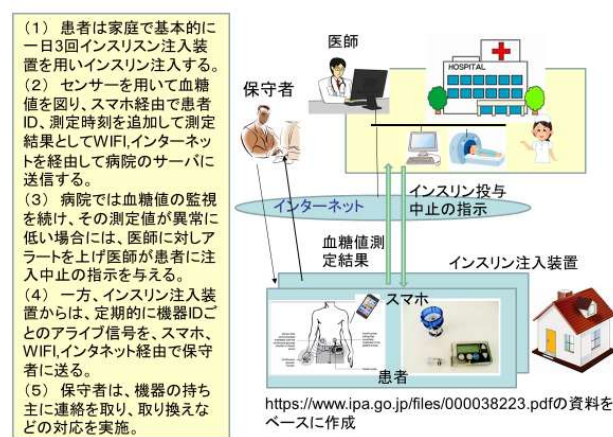 （1） 患者は家庭で基本的に
一日3回インスリスン注入装
置を用いインスリン注入する。
（2） センサーを用いて血糖
値を図り、スマホ経由で患者
ID、測定時刻を追加して測定
結果としてWIFI,インターネッ
トを経由して病院のサーバに
送信する。
（3） 病院では血糖値の監視
を続け、その測定値が異常に
低い場合には、医師に対しア
ラートを上げ医師が患者に注
入中止の指示を与える。
（4） 一方、インスリン注入装
置からは、定期的に機器IDご
とのアライブ信号を、スマホ、
WIFI,インタネット経由で保守
者に送る。
（5） 保守者は、機器の持ち
主に連絡を取り、取り換えな
どの対応を実施。
医師
HOSPITAL
保守者
インターネット
インスリン投与
中止の指示
血糖値測
定結果
インスリン注入装置
スマホ
患者
https://www.ipa.go.jp/files/000038223.pdfの資料を
ベースに作成